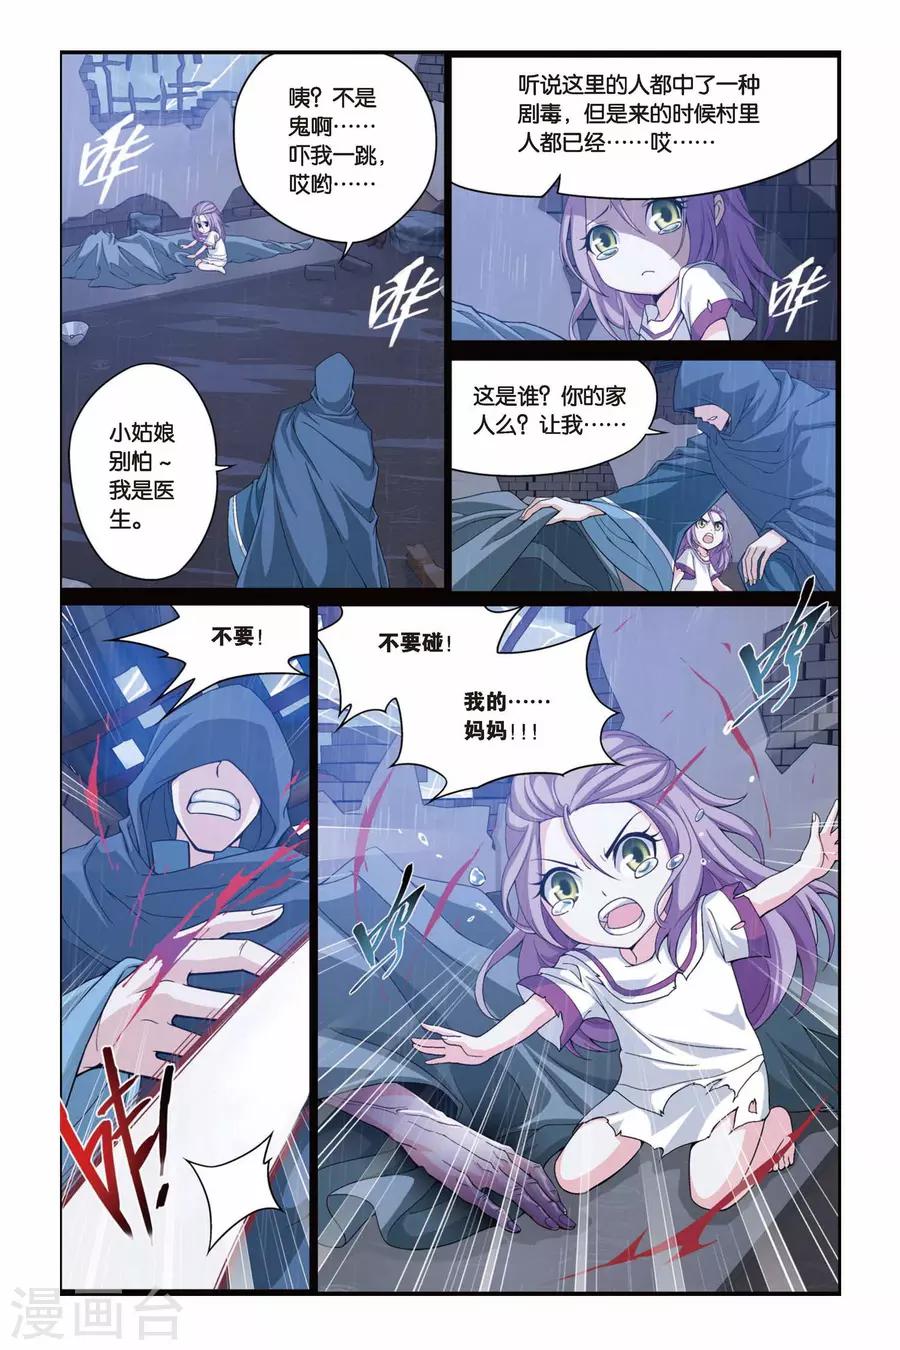 咦？不是
鬼啊……
吓我一跳，
哎哟……
听说这里的人都中了一种
剧毒，但是来的时候村里
人都已经……哎……
哗
哗
哗
哗
小姑娘
别怕～
我是医
生。
这是谁？你的家
人么？让我……
不要！
不要碰！
我的……
妈妈！！！
漫画台